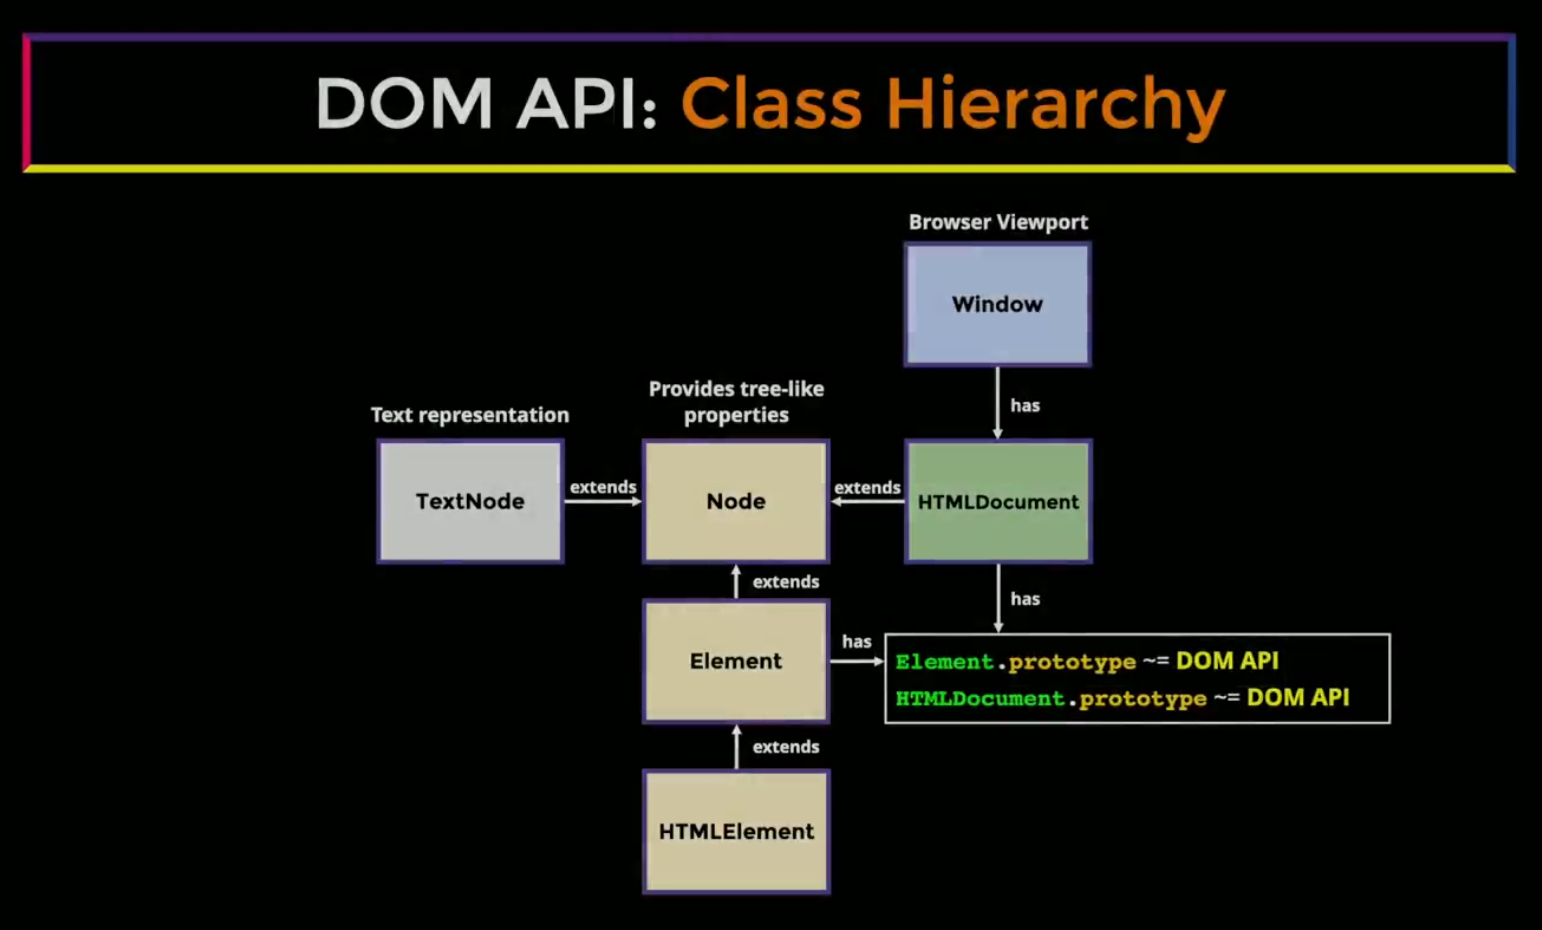 DOM API: Class Hierarchy
Browser Viewport
Window
has
Provides tree-like
properties
Text representation
TextNode
extends
Node
extends
HTMLDocument
extends
has
Element
has
Element.prototype ~= DOM API
HTMLDocument.prototype ~= DOM API
extends
HTMLElement